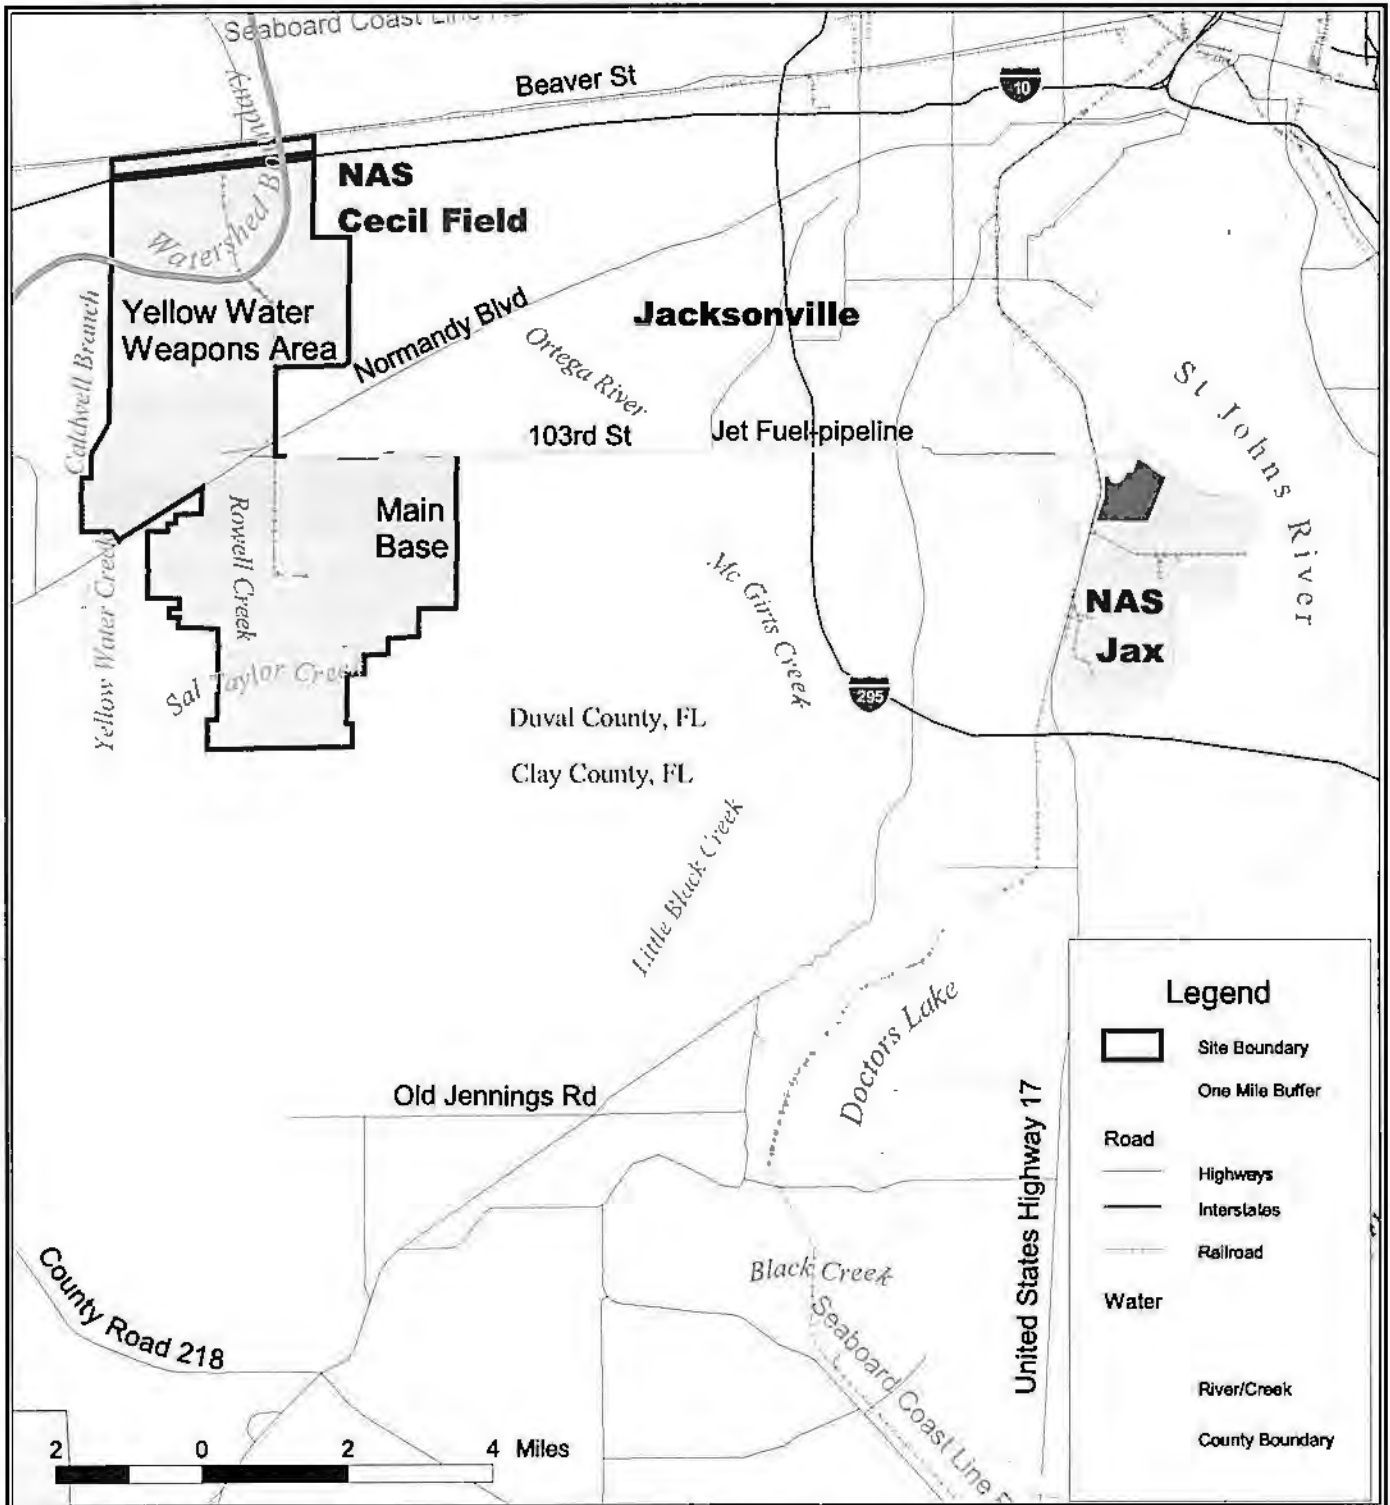 Seaboard Coast Line
Beaver St
10
NAS
Cecil Field
Watershed
Yellow Water
Weapons Area
Caldwell Branch
Normandy Blvd
Jacksonville
Ortega River
St Johns River
103rd St
Jet Fuel pipeline
Main
Base
Rowell Creek
Yellow Water Creek
Sal Taylor Creek
Mc Girts Creek
NAS
Jax
295
Duval County, FL
Clay County, FL
Little Black Creek
Doctors Lake
Old Jennings Rd
United States Highway 17
County Road 218
Black Creek
Seaboard Coast Line
Legend
Site Boundary
One Mile Buffer
Road
Highways
Interstates
Railroad
Water
River/Creek
County Boundary
2 0 2 4 Miles